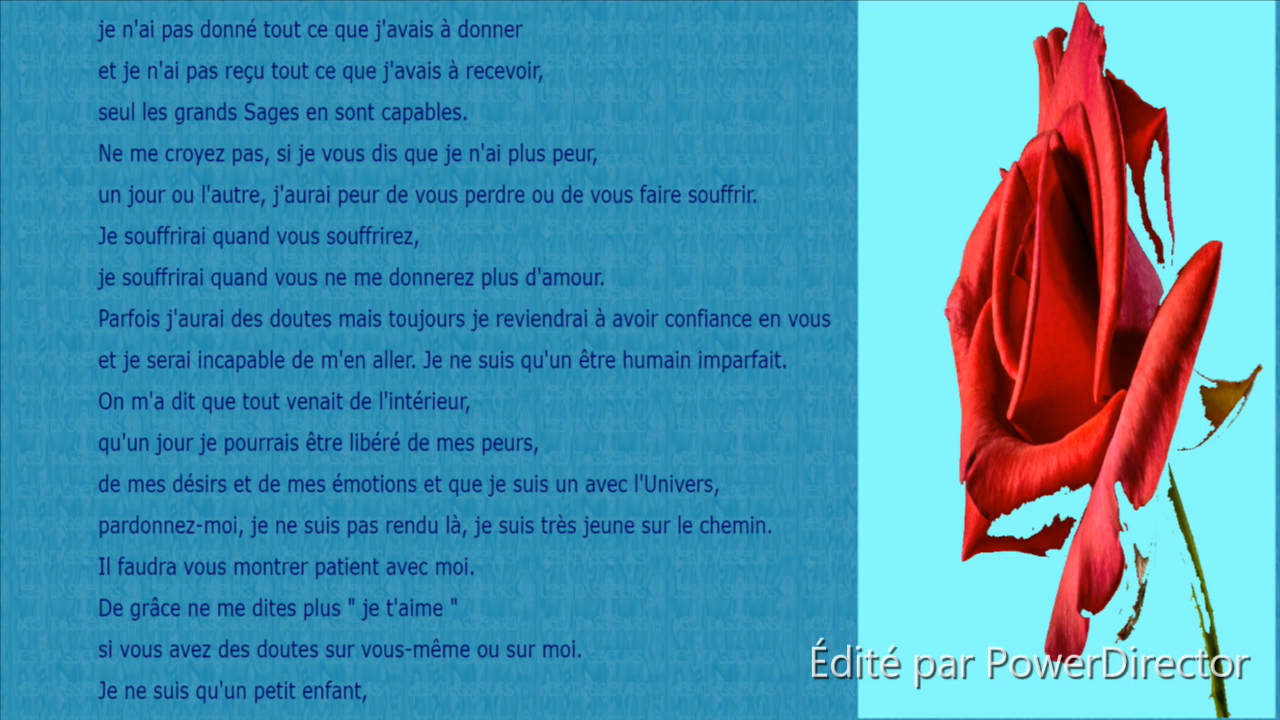 je n'ai pas donné tout ce que j'avais à donner
et je n'ai pas reçu tout ce que j'avais à recevoir,
seul les grands Sages en sont capables.
Ne me croyez pas, si je vous dis que je n'ai plus peur,
un jour ou l'autre, j'aurai peur de vous perdre ou de vous faire souffrir.
Je souffrirai quand vous souffrirez,
je souffrirai quand vous ne me donnerez plus d'amour.
Parfois j'aurai des doutes mais toujours je reviendrai à avoir confiance en vous
et je serai incapable de m'en aller. Je ne suis qu'un être humain imparfait.
On m'a dit que tout venait de l'intérieur,
qu'un jour je pourrais être libéré de mes peurs,
de mes désirs et de mes émotions et que je suis un avec l'Univers,
pardonnez-moi, je ne suis pas rendu là, je suis très jeune sur le chemin.
Il faudra vous montrer patient avec moi.
De grâce ne me dites plus " je t'aime "
si vous avez des doutes sur vous-même ou sur moi.
Je ne suis qu'un petit enfant,
Édité par PowerDirector